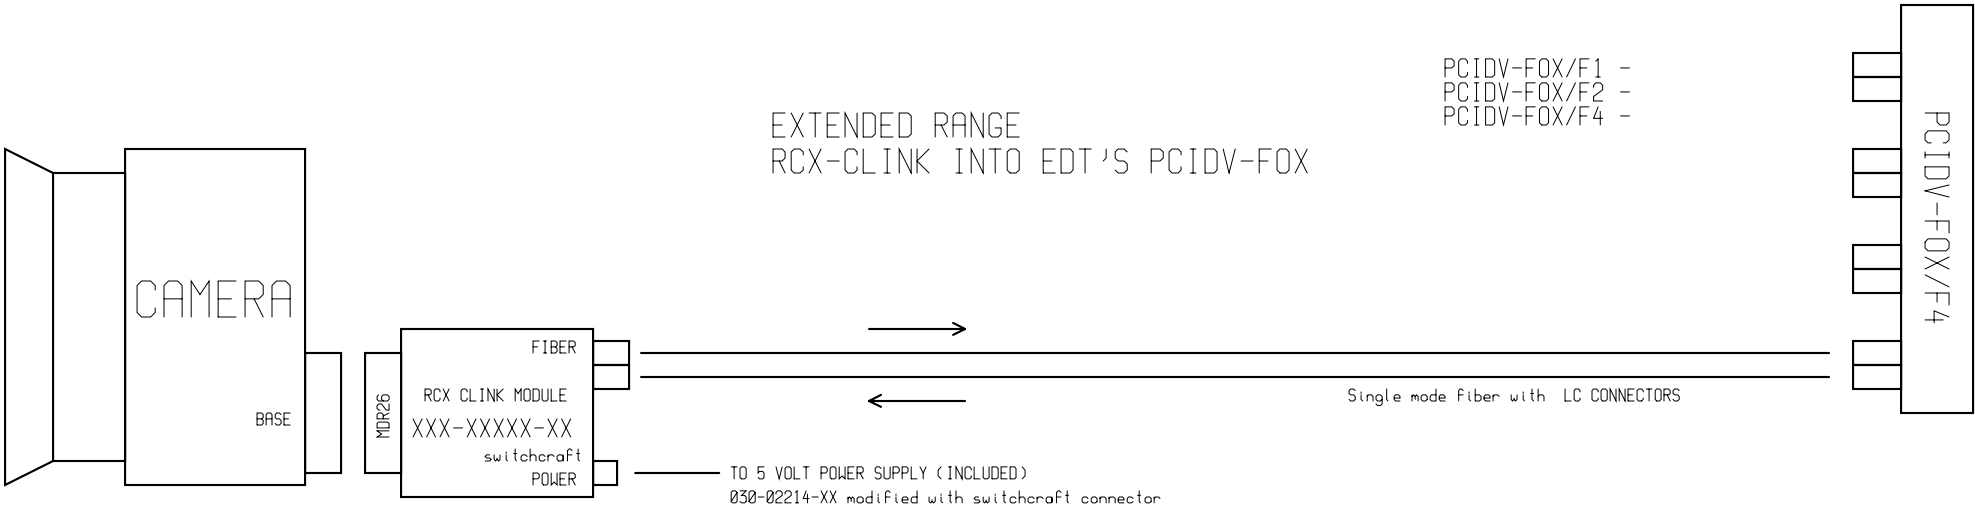 PCIDV-FOX/F1 -
PCIDV-FOX/F2 -
PCIDV-FOX/F4 -
EXTENDED RANGE
RCX-CLINK INTO EDT'S PCIDV-FOX
PCIDV-FOX/F4
CAMERA
BASE
MDR26
FIBER
RCX CLINK MODULE
XXX-XXXXX-XX
switchcraft
POWER
Single mode fiber with LC CONNECTORS
TO 5 VOLT POWER SUPPLY (INCLUDED)
030-02214-XX modified with switchcraft connector